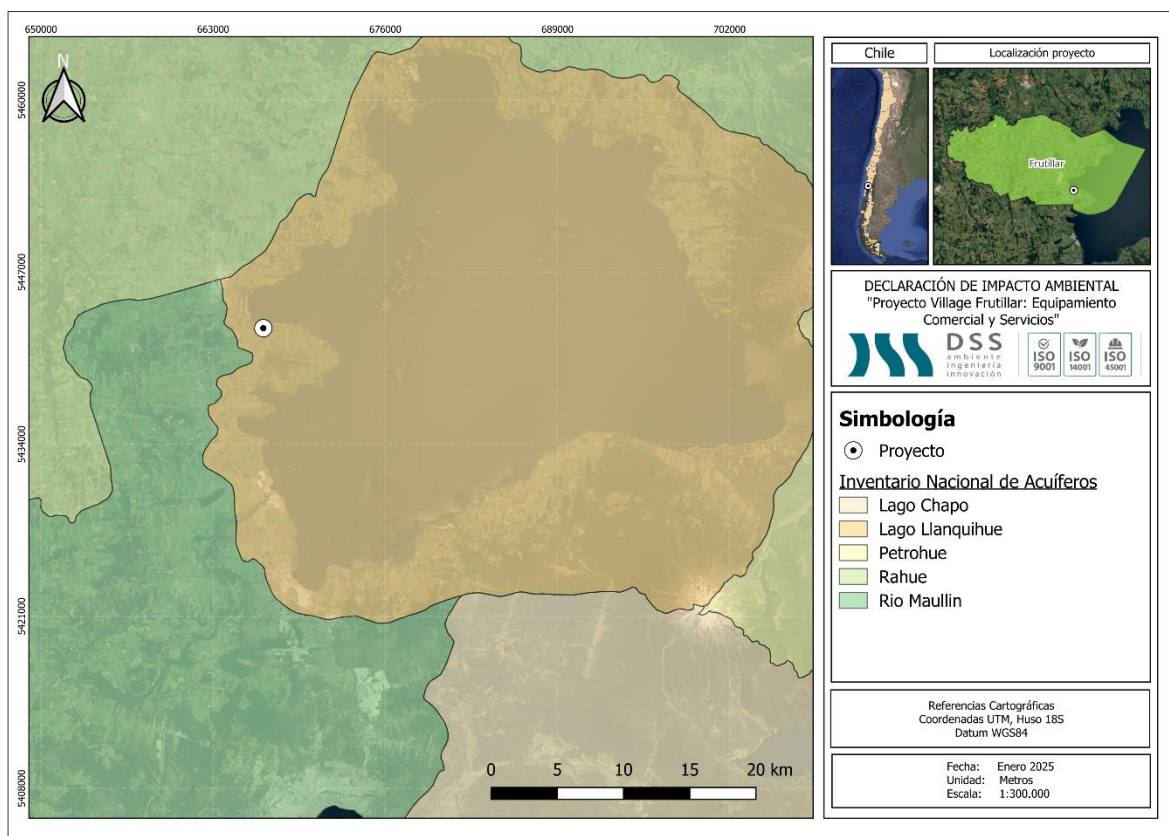 650000
663000
676000
689000
702000
N
5460000
5447000
5434000
5421000
5408000
0 5 10 15 20 km
Chile
Localización proyecto
Frutillar
DECLARACIÓN DE IMPACTO AMBIENTAL
"Proyecto Village Frutillar: Equipamiento
Comercial y Servicios"
DSS
ambiente
ingeniería
innovación
ISO
9001
ISO
14001
ISO
45001
Simbología
Proyecto
Inventario Nacional de Acuíferos
Lago Chapo
Lago Llanquihue
Petrohue
Rahue
Rio Maullin
Referencias Cartográficas
Coordenadas UTM, Huso 18S
Datum WGS84
Fecha: Enero 2025
Unidad: Metros
Escala: 1:300.000